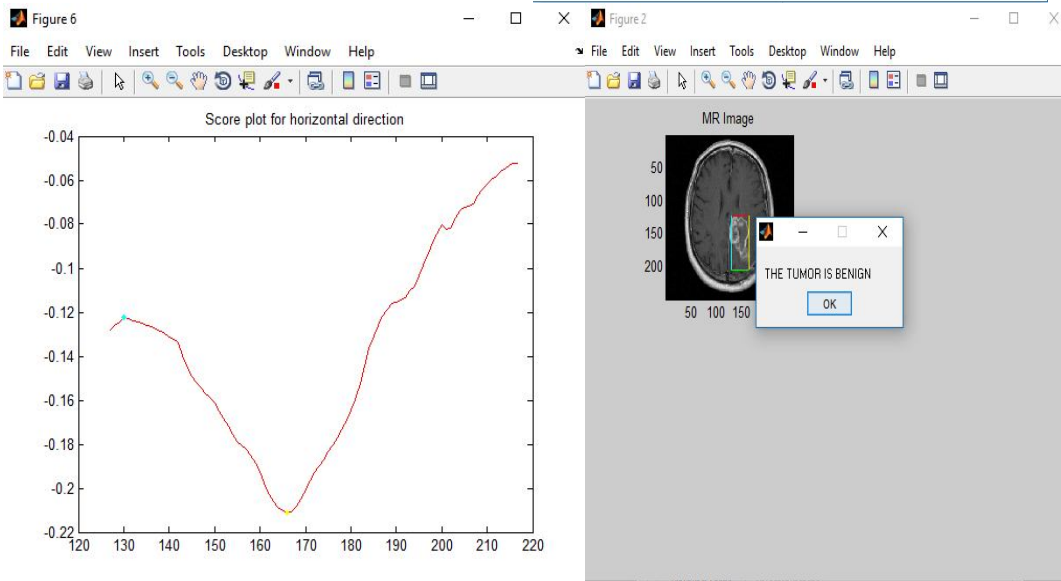 Figure 6
File Edit View Insert Tools Desktop Window Help
Score plot for horizontal direction
-0.04
-0.06
-0.08
-0.1
-0.12
-0.14
-0.16
-0.18
-0.2
-0.22
120 130 140 150 160 170 180 190 200 210 220
Figure 2
File Edit View Insert Tools Desktop Window Help
MR Image
50
100
150
200
50 100 150
THE TUMOR IS BENIGN
OK